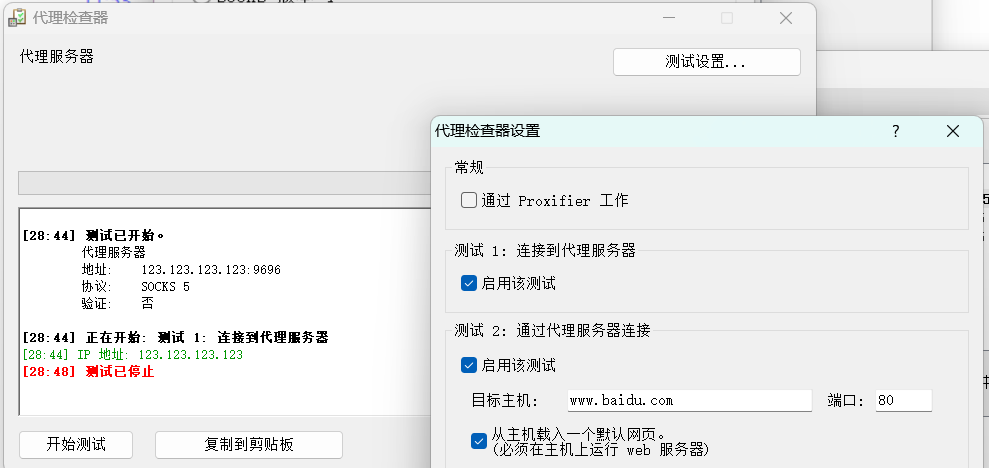 代理检查器
代理服务器
测试设置...
[28:44] 测试已开始。
代理服务器
地址: 123.123.123.123:9696
协议: SOCKS 5
验证: 否
[28:44] 正在开始: 测试 1: 连接到代理服务器
[28:44] IP 地址: 123.123.123.123
[28:48] 测试已停止
开始测试
复制到剪贴板
代理检查器设置
?
常规
通过 Proxifier 工作
测试 1: 连接到代理服务器
启用该测试
测试 2: 通过代理服务器连接
启用该测试
目标主机: www.baidu.com 端口: 80
从主机载入一个默认网页。
(必须在主机上运行 web 服务器)